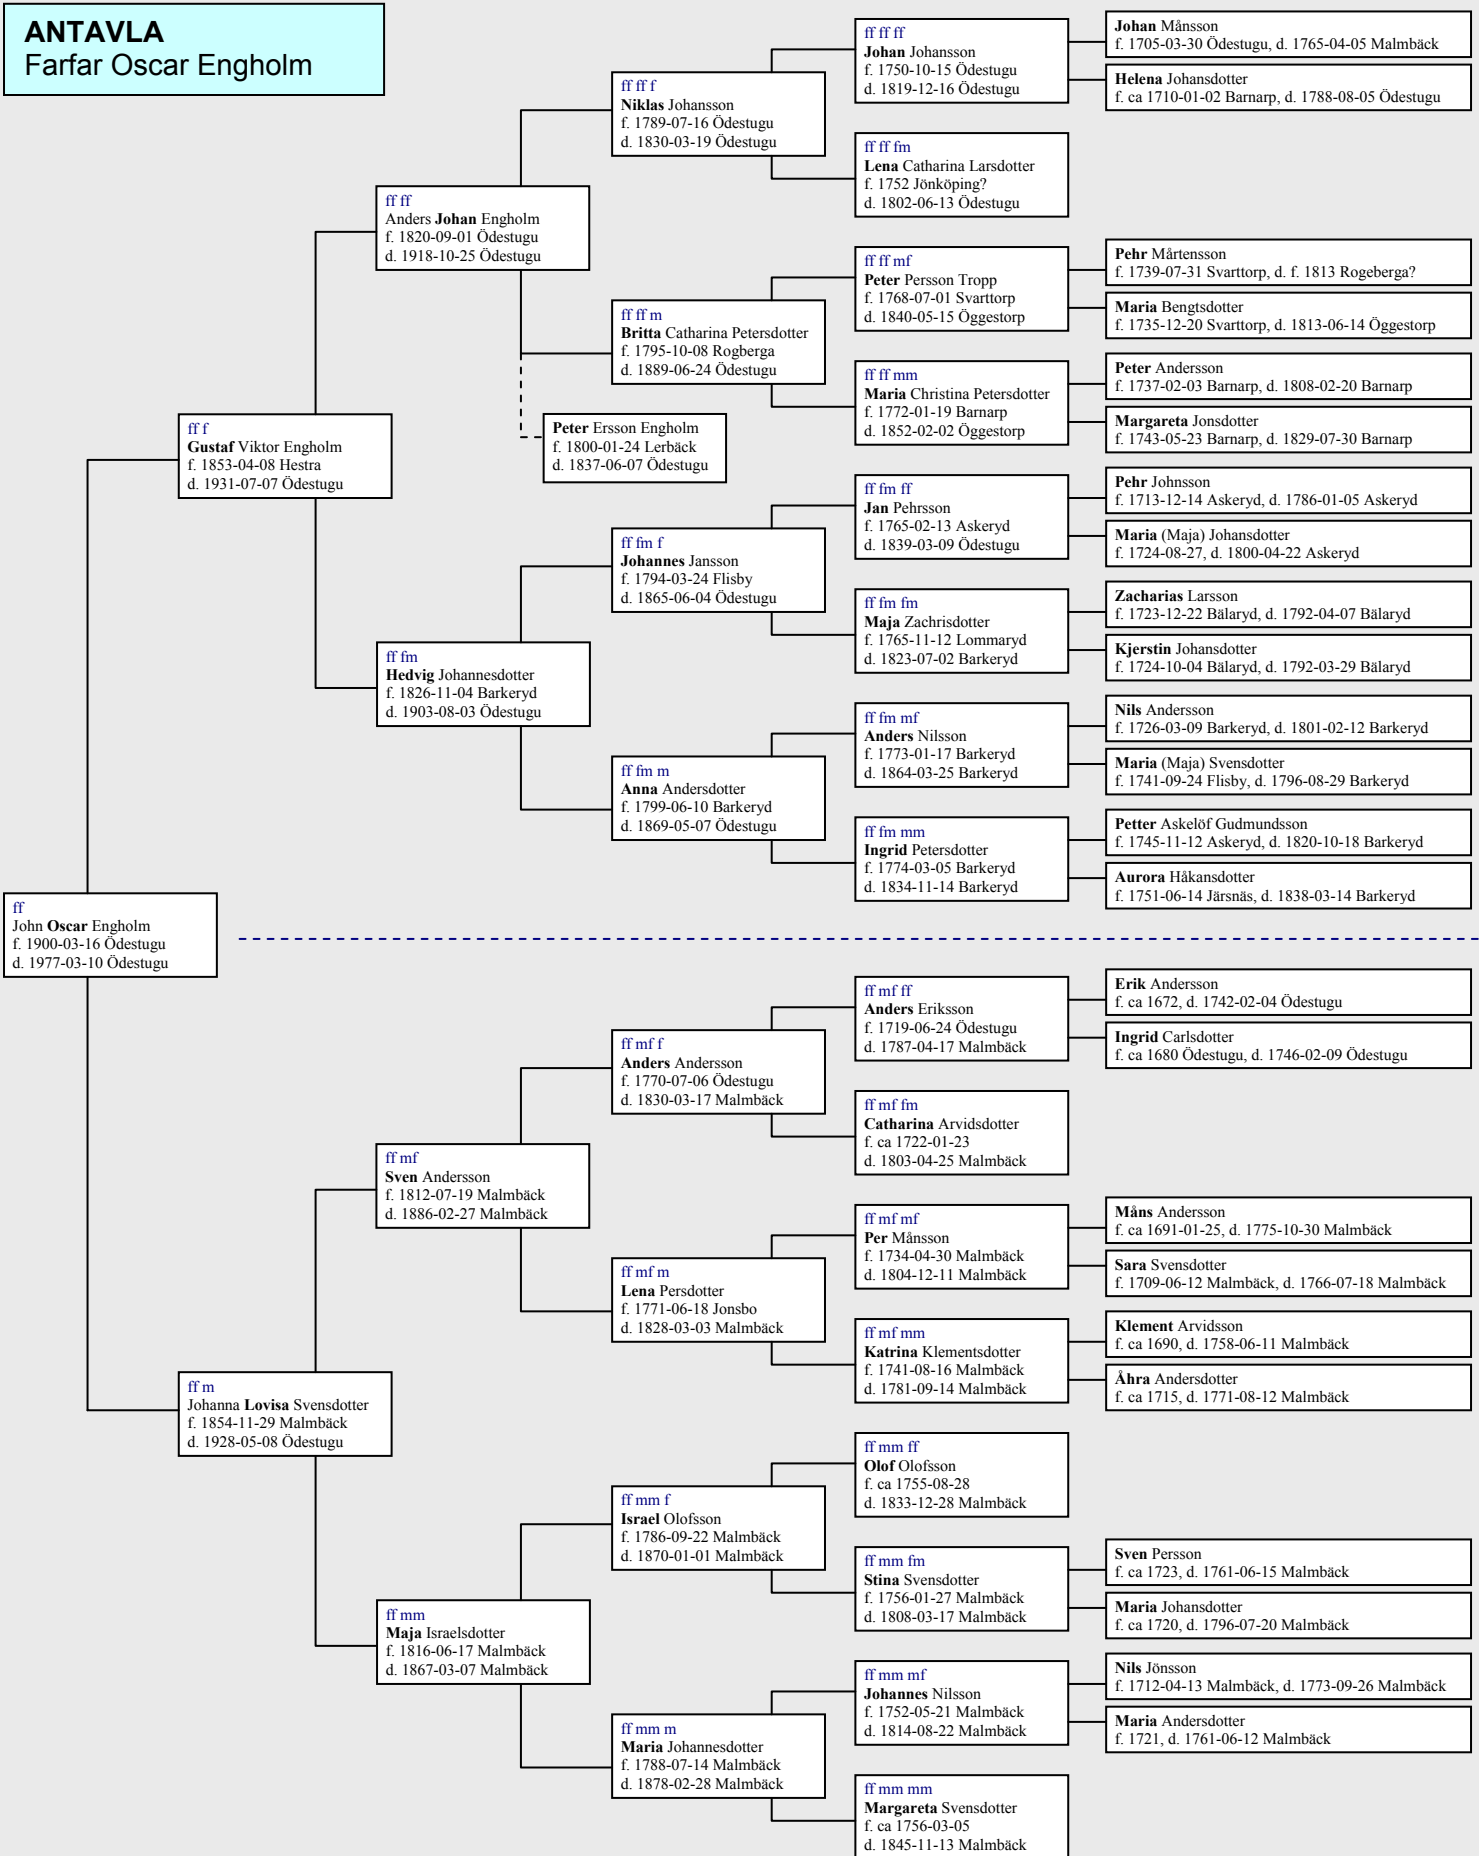 ANTAVLA
Farfar Oscar Engholm
ff
John Oscar Engholm
f. 1900-03-16 Ödestugu
d. 1977-03-10 Ödestugu
ff f
Gustaf Viktor Engholm
f. 1853-04-08 Hestra
d. 1931-07-07 Ödestugu
ff m
Johanna Lovisa Svensdotter
f. 1854-11-29 Malmbäck
d. 1928-05-08 Ödestugu
ff ff
Anders Johan Engholm
f. 1820-09-01 Ödestugu
d. 1918-10-25 Ödestugu
ff fm
Hedvig Johannesdotter
f. 1826-11-04 Barkeryd
d. 1903-08-03 Ödestugu
ff mf
Sven Andersson
f. 1812-07-19 Malmbäck
d. 1886-02-27 Malmbäck
ff mm
Maja Israelsdotter
f. 1816-06-17 Malmbäck
d. 1867-03-07 Malmbäck
ff ff f
Niklas Johansson
f. 1789-07-16 Ödestugu
d. 1830-03-19 Ödestugu
ff ff m
Britta Catharina Petersdotter
f. 1795-10-08 Rogberga
d. 1889-06-24 Ödestugu
Peter Ersson Engholm
f. 1800-01-24 Lerbäck
d. 1837-06-07 Ödestugu
ff fm f
Johannes Jansson
f. 1794-03-24 Flisby
d. 1865-06-04 Ödestugu
ff fm m
Anna Andersdotter
f. 1799-06-10 Barkeryd
d. 1869-05-07 Ödestugu
ff mf f
Anders Andersson
f. 1770-07-06 Ödestugu
d. 1830-03-17 Malmbäck
ff mf m
Lena Persdotter
f. 1771-06-18 Jonsbo
d. 1828-03-03 Malmbäck
ff mm f
Israel Olofsson
f. 1786-09-22 Malmbäck
d. 1870-01-01 Malmbäck
ff mm m
Maria Johannesdotter
f. 1788-07-14 Malmbäck
d. 1878-02-28 Malmbäck
ff ff ff
Johan Johansson
f. 1750-10-15 Ödestugu
d. 1819-12-16 Ödestugu
ff ff fm
Lena Catharina Larsdotter
f. 1752 Jönköping?
d. 1802-06-13 Ödestugu
ff ff mf
Peter Persson Tropp
f. 1768-07-01 Svarttorp
d. 1840-05-15 Öggestorp
ff ff mm
Maria Christina Petersdotter
f. 1772-01-19 Barnarp
d. 1852-02-02 Öggestorp
ff fm ff
Jan Pehrsson
f. 1765-02-13 Askeryd
d. 1839-03-09 Ödestugu
ff fm fm
Maja Zachrisdotter
f. 1765-11-12 Lommaryd
d. 1823-07-02 Barkeryd
ff fm mf
Anders Nilsson
f. 1773-01-17 Barkeryd
d. 1864-03-25 Barkeryd
ff fm mm
Ingrid Petersdotter
f. 1774-03-05 Barkeryd
d. 1834-11-14 Barkeryd
ff mf ff
Anders Eriksson
f. 1719-06-24 Ödestugu
d. 1787-04-17 Malmbäck
ff mf fm
Catharina Arvidsdotter
f. ca 1722-01-23
d. 1803-04-25 Malmbäck
ff mf mf
Per Månsson
f. 1734-04-30 Malmbäck
d. 1804-12-11 Malmbäck
ff mf mm
Katrina Klementsdotter
f. 1741-08-16 Malmbäck
d. 1781-09-14 Malmbäck
ff mm ff
Olof Olofsson
f. ca 1755-08-28
d. 1833-12-28 Malmbäck
ff mm fm
Stina Svensdotter
f. 1756-01-27 Malmbäck
d. 1808-03-17 Malmbäck
ff mm mf
Johannes Nilsson
f. 1752-05-21 Malmbäck
d. 1814-08-22 Malmbäck
ff mm mm
Margareta Svensdotter
f. ca 1756-03-05
d. 1845-11-13 Malmbäck
Johan Månsson
f. 1705-03-30 Ödestugu, d. 1765-04-05 Malmbäck
Helena Johansdotter
f. ca 1710-01-02 Barnarp, d. 1788-08-05 Ödestugu
Pehr Mårtensson
f. 1739-07-31 Svarttorp, d. f. 1813 Rogeberga?
Maria Bengtsdotter
f. 1735-12-20 Svarttorp, d. 1813-06-14 Öggestorp
Peter Andersson
f. 1737-02-03 Barnarp, d. 1808-02-20 Barnarp
Margareta Jonsdotter
f. 1743-05-23 Barnarp, d. 1829-07-30 Barnarp
Pehr Johnsson
f. 1713-12-14 Askeryd, d. 1786-01-05 Askeryd
Maria (Maja) Johansdotter
f. 1724-08-27, d. 1800-04-22 Askeryd
Zacharias Larsson
f. 1723-12-22 Bälaryd, d. 1792-04-07 Bälaryd
Kjerstin Johansdotter
f. 1724-10-04 Bälaryd, d. 1792-03-29 Bälaryd
Nils Andersson
f. 1726-03-09 Barkeryd, d. 1801-02-12 Barkeryd
Maria (Maja) Svensdotter
f. 1741-09-24 Flisby, d. 1796-08-29 Barkeryd
Petter Askelöf Gudmundsson
f. 1745-11-12 Askeryd, d. 1820-10-18 Barkeryd
Aurora Håkansdotter
f. 1751-06-14 Järsnäs, d. 1838-03-14 Barkeryd
Erik Andersson
f. ca 1672, d. 1742-02-04 Ödestugu
Ingrid Carlsdotter
f. ca 1680 Ödestugu, d. 1746-02-09 Ödestugu
Måns Andersson
f. ca 1691-01-25, d. 1775-10-30 Malmbäck
Sara Svensdotter
f. 1709-06-12 Malmbäck, d. 1766-07-18 Malmbäck
Klement Arvidsson
f. ca 1690, d. 1758-06-11 Malmbäck
Åhra Andersdotter
f. ca 1715, d. 1771-08-12 Malmbäck
Sven Persson
f. ca 1723, d. 1761-06-15 Malmbäck
Maria Johansdotter
f. ca 1720, d. 1796-07-20 Malmbäck
Nils Jönsson
f. 1712-04-13 Malmbäck, d. 1773-09-26 Malmbäck
Maria Andersdotter
f. 1721, d. 1761-06-12 Malmbäck